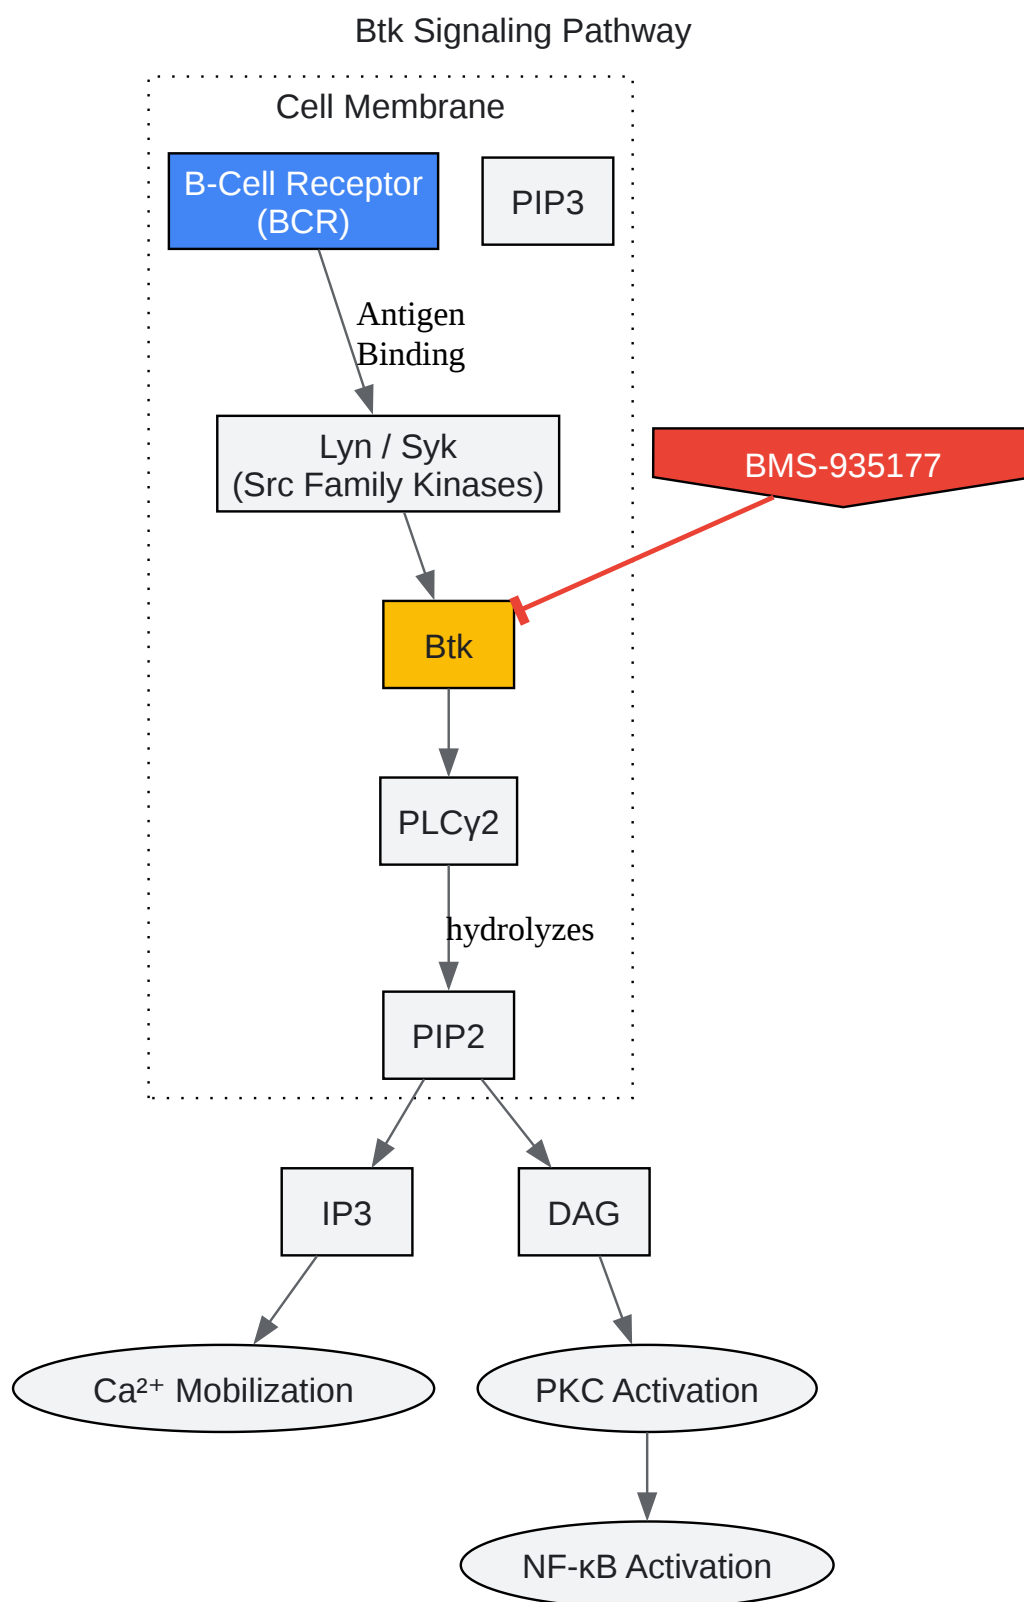 Btk Signaling Pathway
Cell Membrane
B-Cell Receptor
(BCR)
PIP3
Antigen
Binding
Lyn / Syk
(Src Family Kinases)
BMS-935177
Btk
PLCγ2
hydrolyzes
PIP2
IP3
DAG
Ca²⁺ Mobilization
PKC Activation
NF-κB Activation